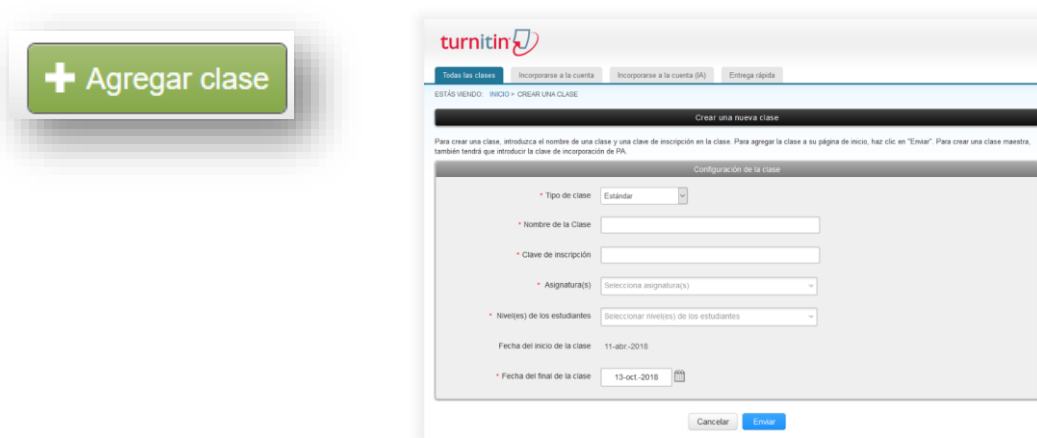 Agregar clase
turnitin
Todas las clases
Incorporarse a la cuenta
Incorporarse a la cuenta (IA)
Entrega rápida
ESTÁS VIENDO: INICIO > CREAR UNA CLASE
Crear una nueva clase
Para crear una clase, introduzca el nombre de una clase y una clave de inscripción en la clase. Para agregar la clase a su página de inicio, haz clic en "Enviar". Para crear una clase maestra,
también tendrá que introducir la clave de incorporación de PA.
Configuración de la clase
* Tipo de clase Estándar
* Nombre de la Clase
* Clave de inscripción
* Asignatura(s) Selecciona asignatura(s)
* Nivel(es) de los estudiantes Seleccionar nivel(es) de los estudiantes
Fecha del inicio de la clase 11-abr.-2018
* Fecha del final de la clase 13-oct.-2018
Cancelar Enviar